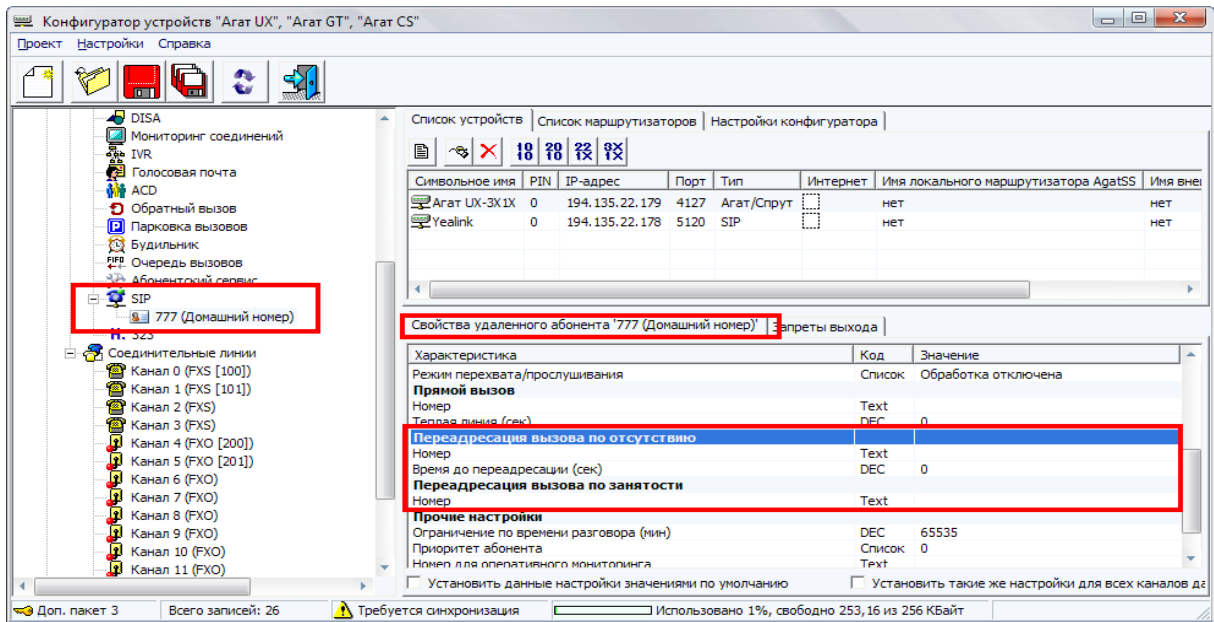 Конфигуратор устройств "Агат UX", "Агат GT", "Агат CS"
Проект Настройки Справка
DISA
Мониторинг соединений
IVR
Голосовая почта
ACD
Обратный вызов
Парковка вызовов
Будильник
Очередь вызовов
Абонентский сервис
SIP
777 (Домашний номер)
H. 323
Соединительные линии
Канал 0 (FXS [100])
Канал 1 (FXS [101])
Канал 2 (FXS)
Канал 3 (FXS)
Канал 4 (FXO [200])
Канал 5 (FXO [201])
Канал 6 (FXO)
Канал 7 (FXO)
Канал 8 (FXO)
Канал 9 (FXO)
Канал 10 (FXO)
Канал 11 (FXO)
Список устройств Список маршрутизаторов Настройки конфигуратора
Символьное имя PIN IP-адрес Порт Тип Интернет Имя локального маршрутизатора AgatSS Имя вне
Агат UX-3X1X 0 194.135.22.179 4127 Агат/Спрут нет нет
Yealink 0 194.135.22.178 5120 SIP нет нет
Свойства удаленного абонента '777 (Домашний номер)' Запреты выхода
Характеристика Код Значение
Режим перехвата/прослушивания Список Обработка отключена
Прямой вызов
Номер Text
Теплая линия (сек) DEC 0
Переадресация вызова по отсутствию
Номер Text
Время до переадресации (сек) DEC 0
Переадресация вызова по занятости
Номер Text
Прочие настройки
Ограничение по времени разговора (мин) DEC 65535
Приоритет абонента Список 0
Номер для оперативного мониторинга Text
Установить данные настройки значениями по умолчанию Установить такие же настройки для всех каналов да
Доп. пакет 3 Всего записей: 26 Требуется синхронизация Использовано 1%, свободно 253,16 из 256 КБайт